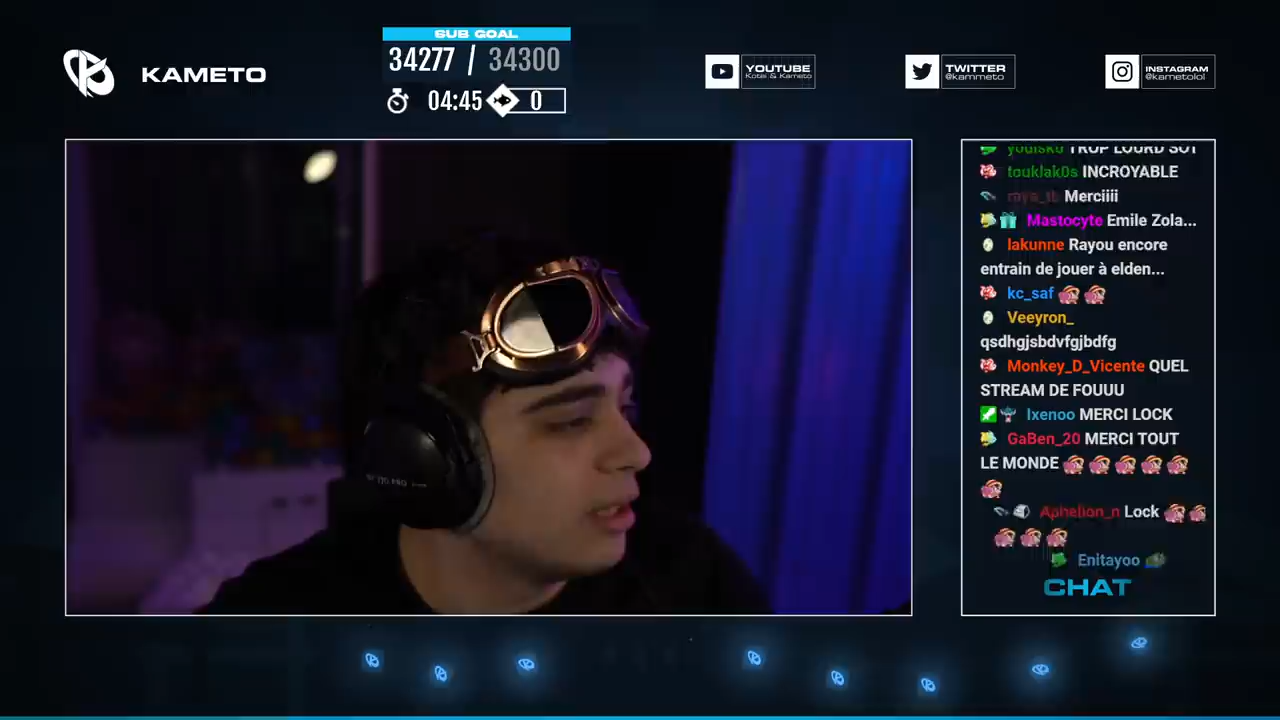 KAMETO
SUB GOAL
34277 / 34300
04:45
0
YOUTUBE
Kotei & Kameto
TWITTER
@kammeto
INSTAGRAM
@kametolol
youisko TROP LOURD SOT
touklak0s INCROYABLE
Merciiii
Mastocyte Emile Zola...
lakunne Rayou encore
entrain de jouer à elden...
kc_saf
Veeyron_
qsdhgjsbdvfgjbdfg
Monkey_D_Vicente QUEL
STREAM DE FOUUU
Ixenoo MERCI LOCK
GaBen_20 MERCI TOUT
LE MONDE
Aphelion_n Lock
Enitayoo
CHAT